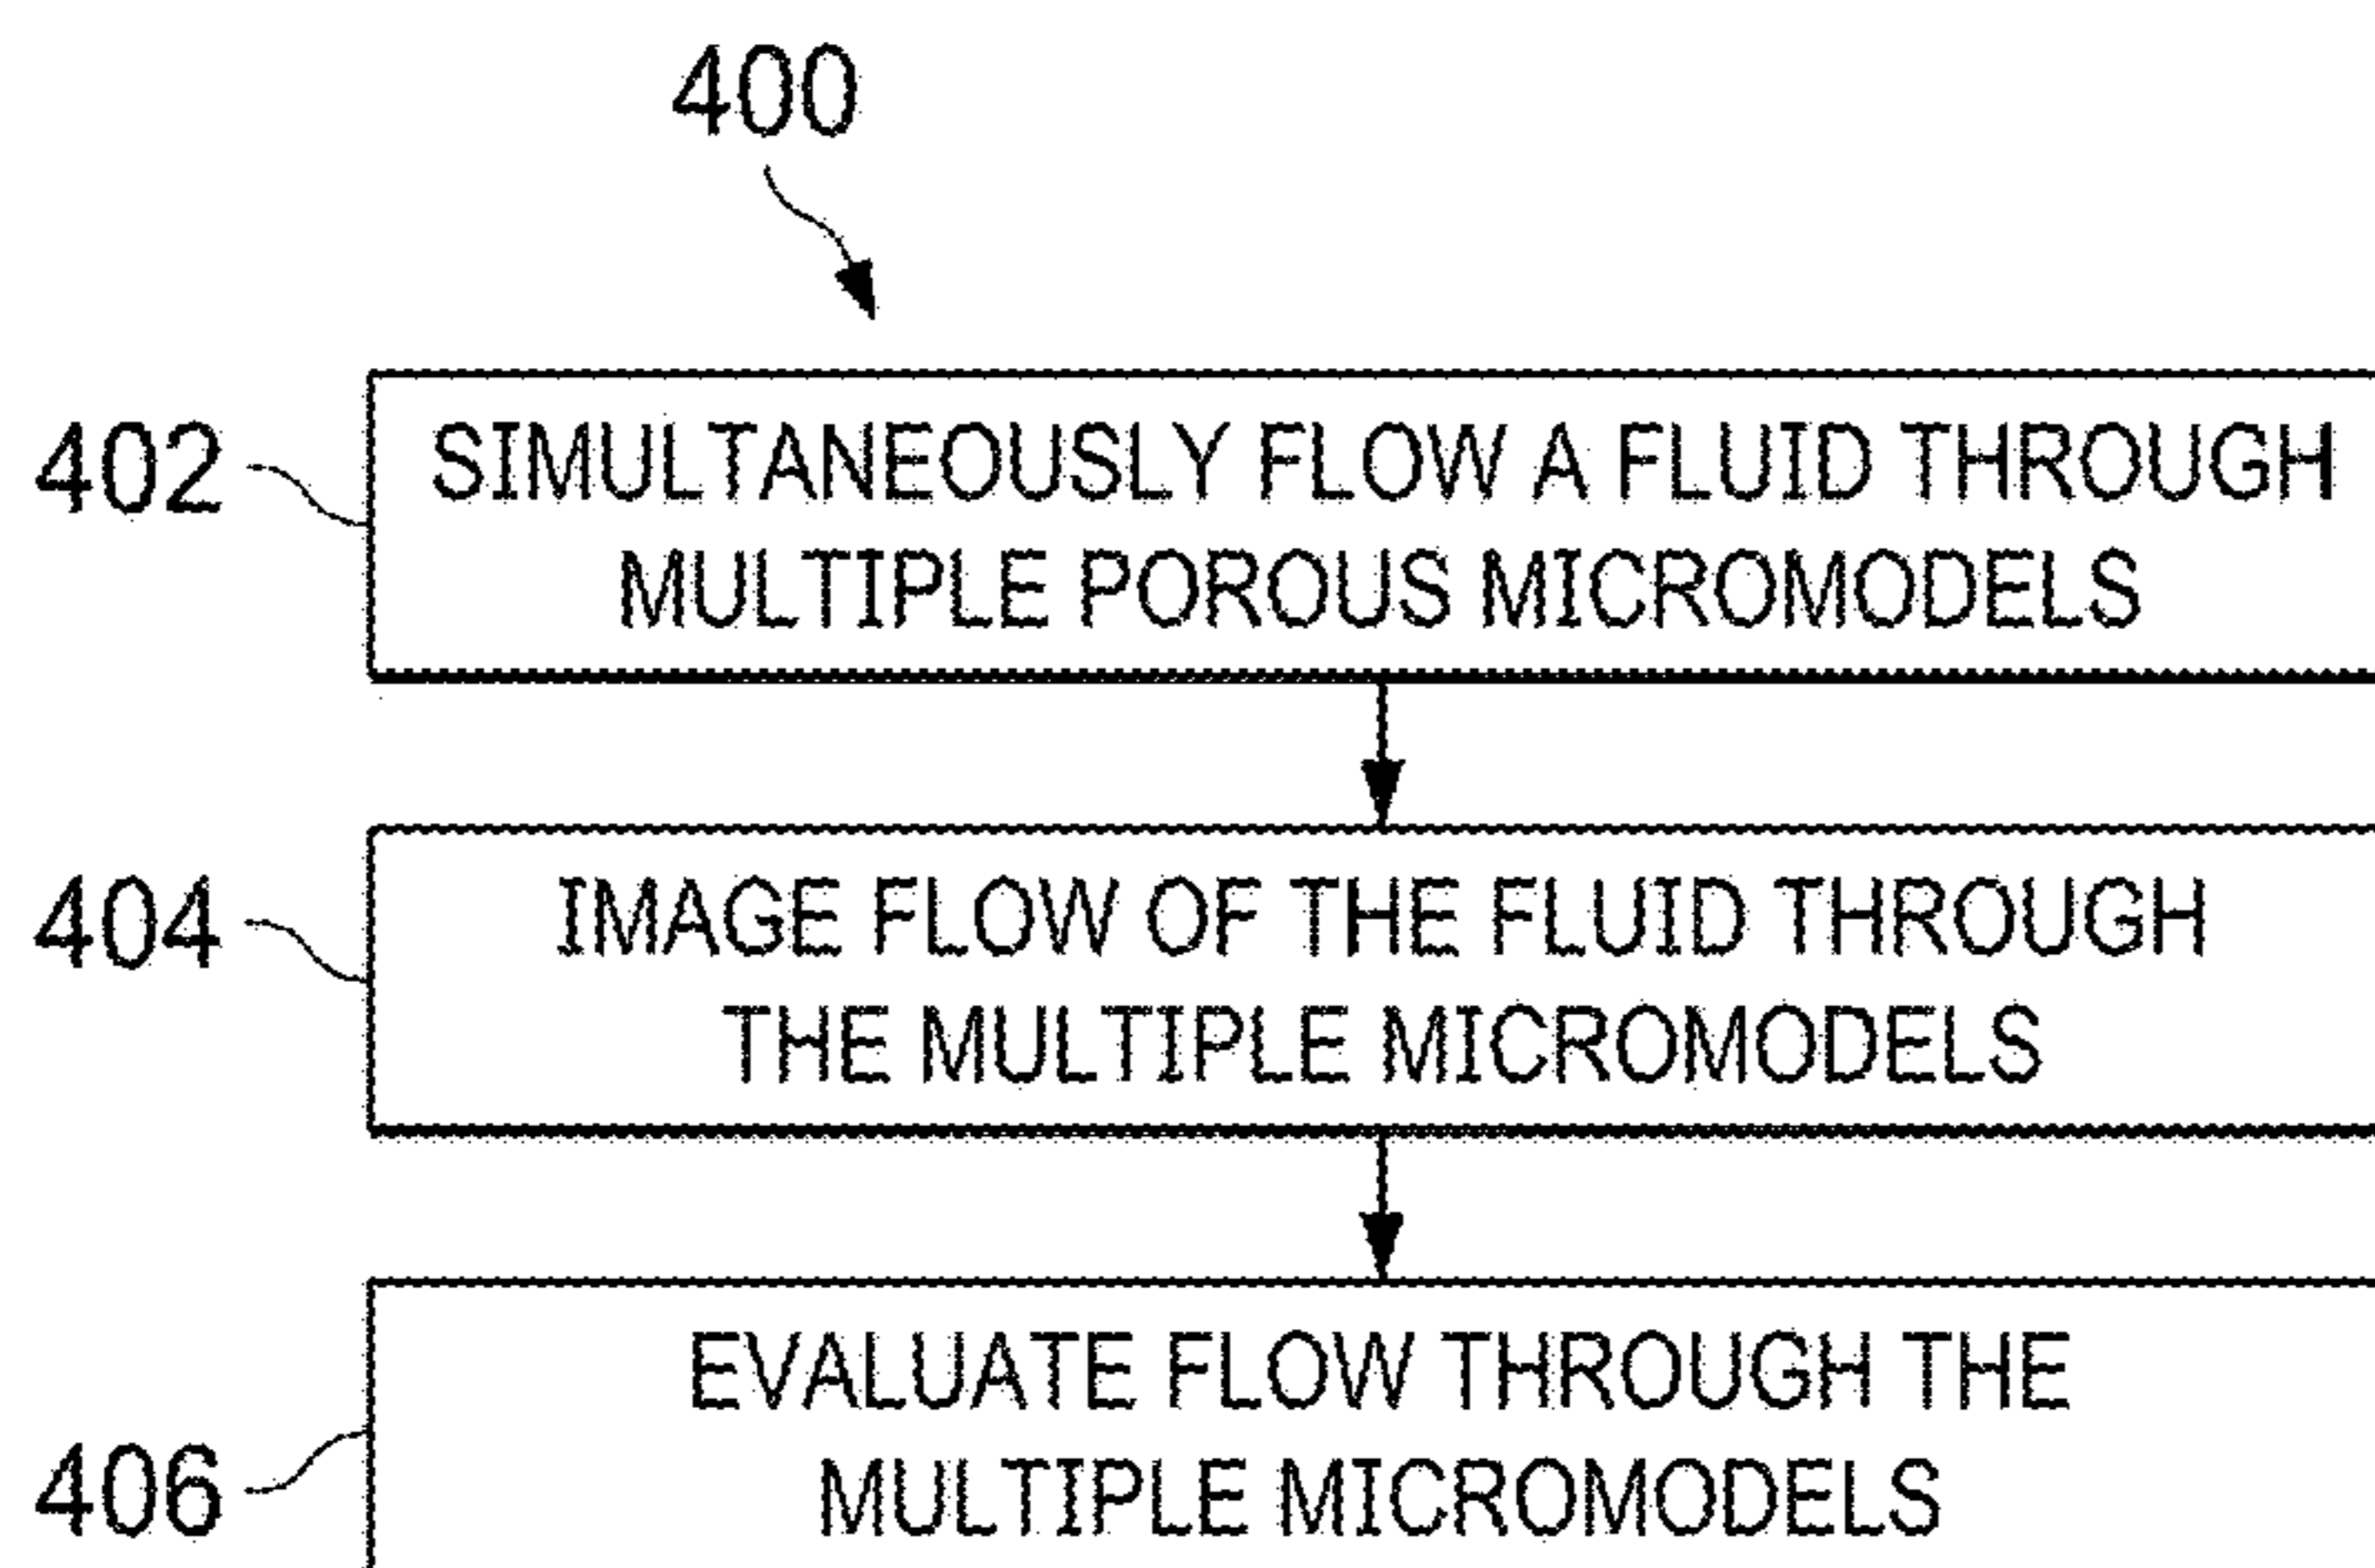 400
402
SIMULTANEOUSLY FLOW A FLUID THROUGH
MULTIPLE POROUS MICROMODELS
404
IMAGE FLOW OF THE FLUID THROUGH
THE MULTIPLE MICROMODELS
EVALUATE FLOW THROUGH THE
406
MULTIPLE MICROMODELS